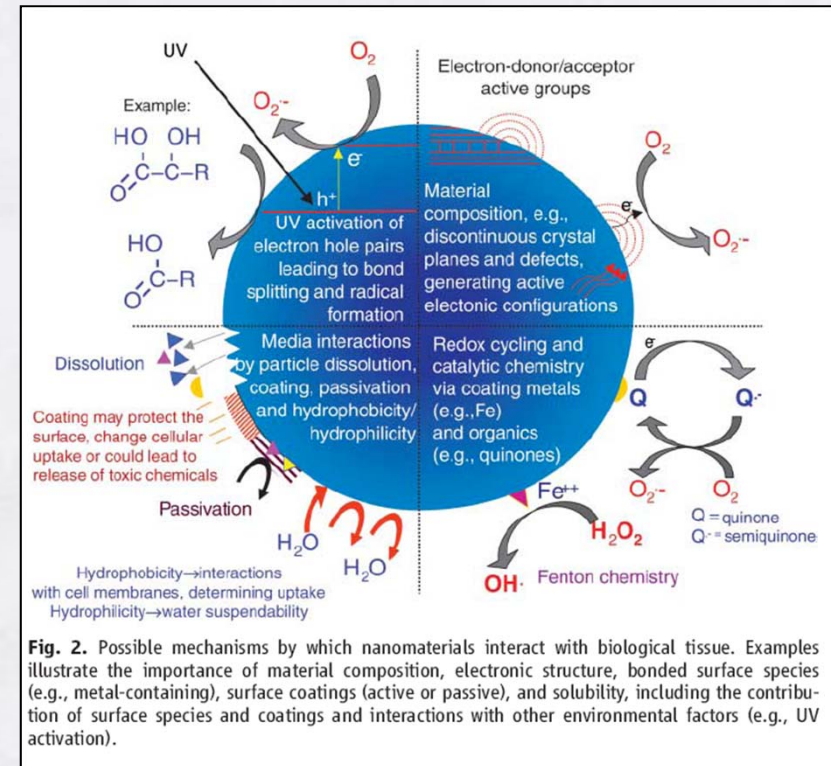 UV
O2
O2·-
Example:
HO OH
O C-C-R
e-
h+
HO
O C-R
UV activation of
electron hole pairs
leading to bond
splitting and radical
formation
Electron-donor/acceptor
active groups
Material
composition, e.g.,
discontinuous crystal
planes and defects,
generating active
electonic configurations
O2
e-
O2·-
Dissolution
Coating may protect the
surface, change cellular
uptake or could lead to
release of toxic chemicals
Passivation
Media interactions
by particle dissolution,
coating, passivation
and hydrophobicity/
hydrophilicity
H2O
H2O
Hydrophobicity→interactions
with cell membranes, determining uptake
Hydrophilicity→water suspendability
Redox cycling and
catalytic chemistry
via coating metals
(e.g.,Fe)
and organics
(e.g., quinones)
e-
Q
Q·-
O2·-
O2
Q = quinone
Q·- = semiquinone
Fe++
H2O2
OH·
Fenton chemistry
Fig. 2. Possible mechanisms by which nanomaterials interact with biological tissue. Examples
illustrate the importance of material composition, electronic structure, bonded surface species
(e.g., metal-containing), surface coatings (active or passive), and solubility, including the contribu-
tion of surface species and coatings and interactions with other environmental factors (e.g., UV
activation).